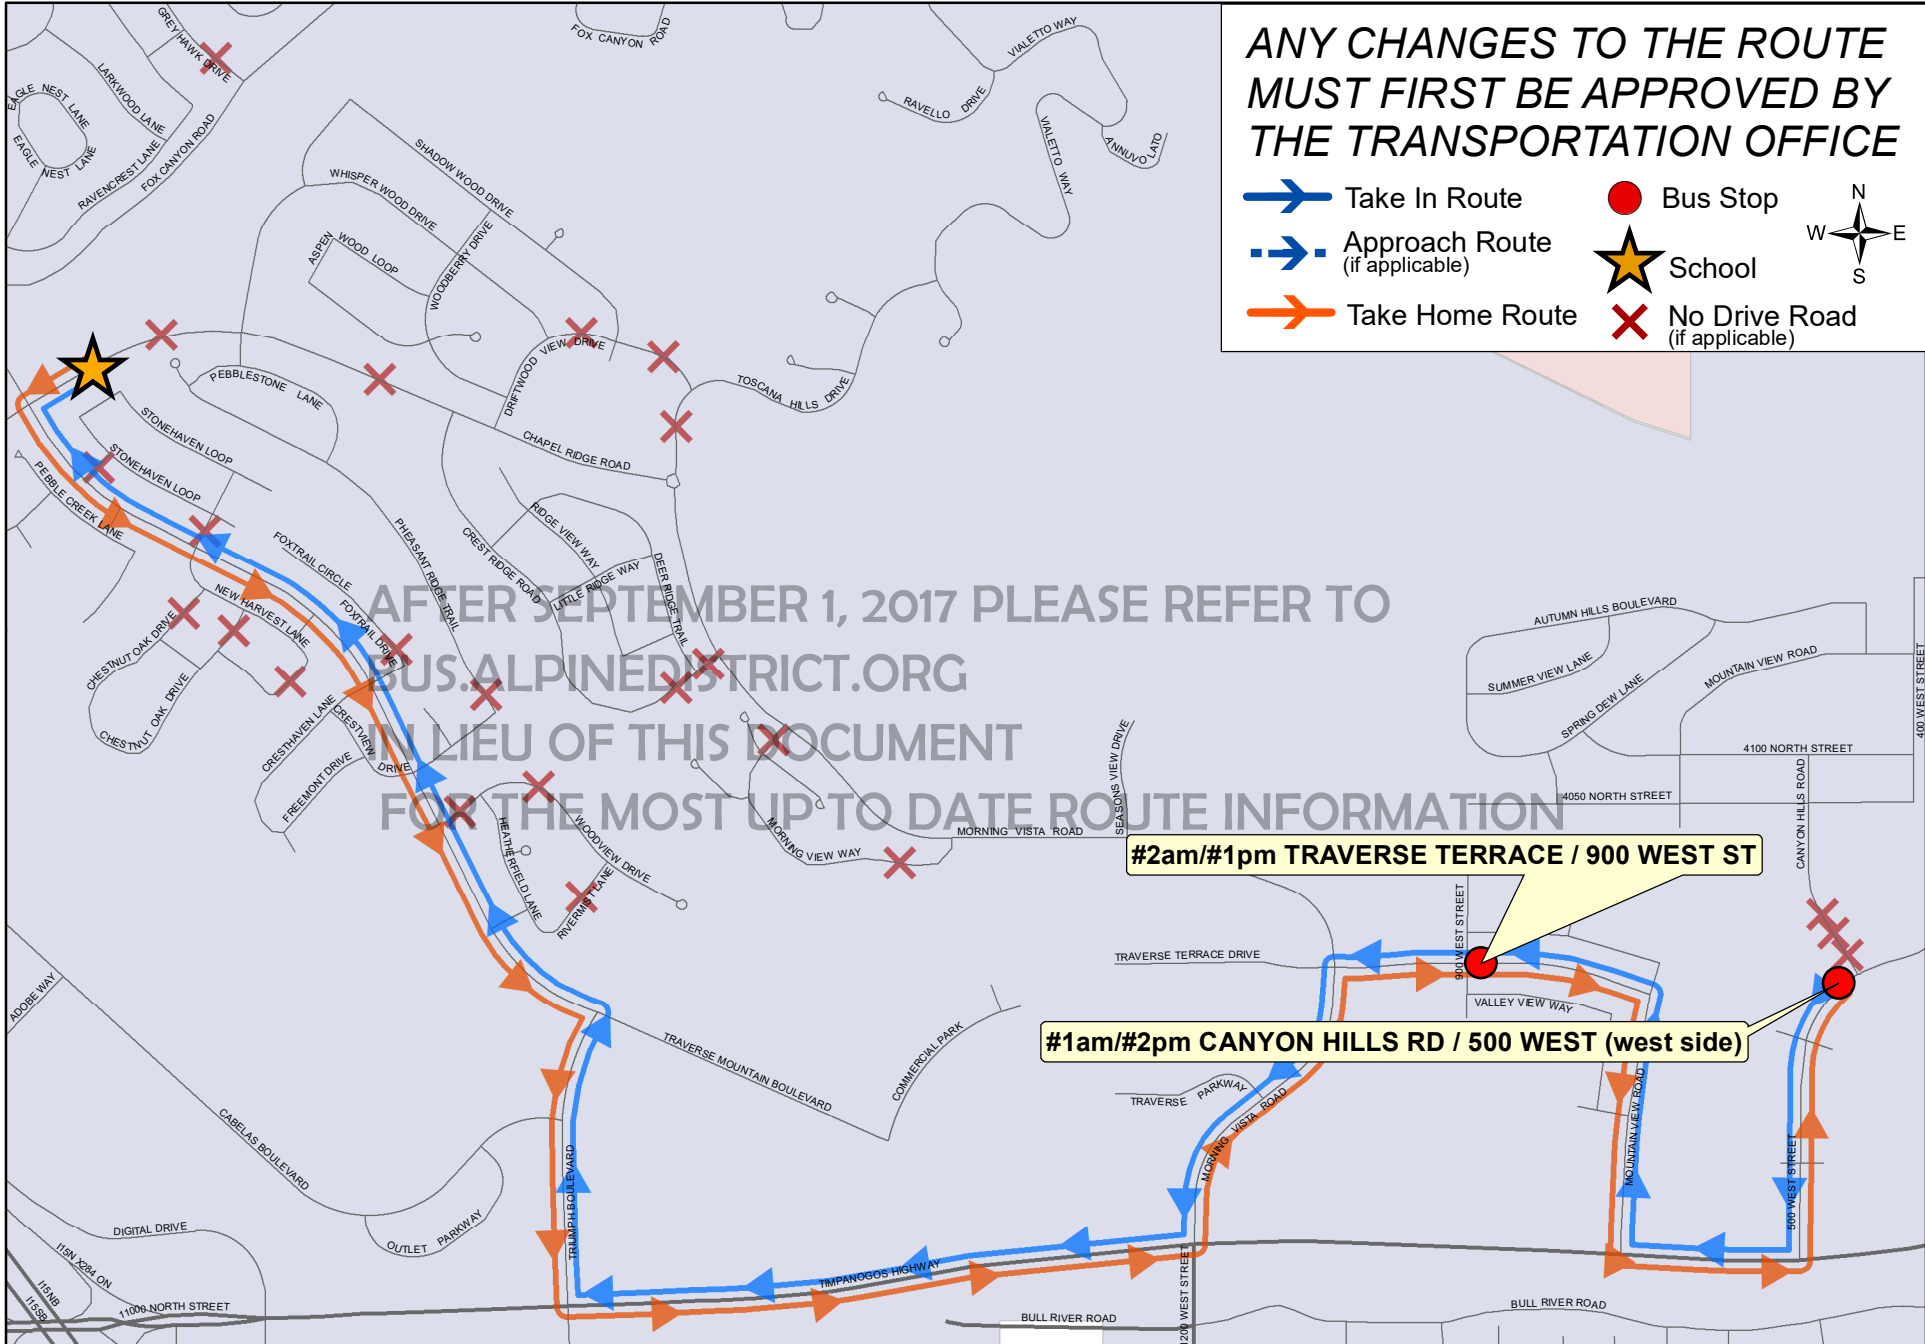 ANY CHANGES TO THE ROUTE
MUST FIRST BE APPROVED BY
THE TRANSPORTATION OFFICE
Take In Route
Bus Stop
Approach Route
(if applicable)
School
Take Home Route
No Drive Road
(if applicable)
N
W
E
S
GREY HAWK DRIVE
LARKWOOD LANE
EAGLE NEST LANE
EAGLE NEST LANE
RAVENCREST LANE
FOX CANYON ROAD
FOX CANYON ROAD
VIALETTO WAY
RAVELLO DRIVE
VIALETTO WAY
ANNUVO LATO
SHADOW WOOD DRIVE
WHISPER WOOD DRIVE
ASPEN WOOD LOOP
WOODBERRY DRIVE
DRIFTWOOD VIEW DRIVE
TOSCANA HILLS DRIVE
PEBBLESTONE LANE
STONEHAVEN LOOP
STONEHAVEN LOOP
CHAPEL RIDGE ROAD
PEBBLE CREEK LANE
PHEASANT RIDGE TRAIL
CREST RIDGE ROAD
RIDGE VIEW WAY
LITTLE RIDGE WAY
DEER RIDGE TRAIL
FOXTRAIL CIRCLE
FOXTRAIL DRIVE
NEW HARVEST LANE
CHESTNUT OAK DRIVE
CHESTNUT OAK DRIVE
CRESTHAVEN LANE
CRESTVIEW DRIVE
FREEMONT DRIVE
AFTER SEPTEMBER 1, 2017 PLEASE REFER TO
BUS.ALPINEDISTRICT.ORG
IN LIEU OF THIS DOCUMENT
FOR THE MOST UP TO DATE ROUTE INFORMATION
HEATHERFIELD LANE
WOODVIEW DRIVE
RIVERMIST LANE
MORNING VIEW WAY
MORNING VISTA ROAD
SEASONS VIEW DRIVE
AUTUMN HILLS BOULEVARD
SUMMER VIEW LANE
SPRING DEW LANE
MOUNTAIN VIEW ROAD
400 WEST STREET
4100 NORTH STREET
4050 NORTH STREET
CANYON HILLS ROAD
#2am/#1pm TRAVERSE TERRACE / 900 WEST ST
900 WEST STREET
TRAVERSE TERRACE DRIVE
VALLEY VIEW WAY
#1am/#2pm CANYON HILLS RD / 500 WEST (west side)
ADOBE WAY
TRAVERSE MOUNTAIN BOULEVARD
COMMERCIAL PARK
TRAVERSE PARKWAY
MORNING VISTA ROAD
MOUNTAIN VIEW ROAD
500 WEST STREET
CABELAS BOULEVARD
OUTLET PARKWAY
TRIUMPH BOULEVARD
DIGITAL DRIVE
I15N X284 ON
I15NB
I15SB
11000 NORTH STREET
TIMPANOGOS HIGHWAY
1200 WEST STREET
BULL RIVER ROAD
BULL RIVER ROAD